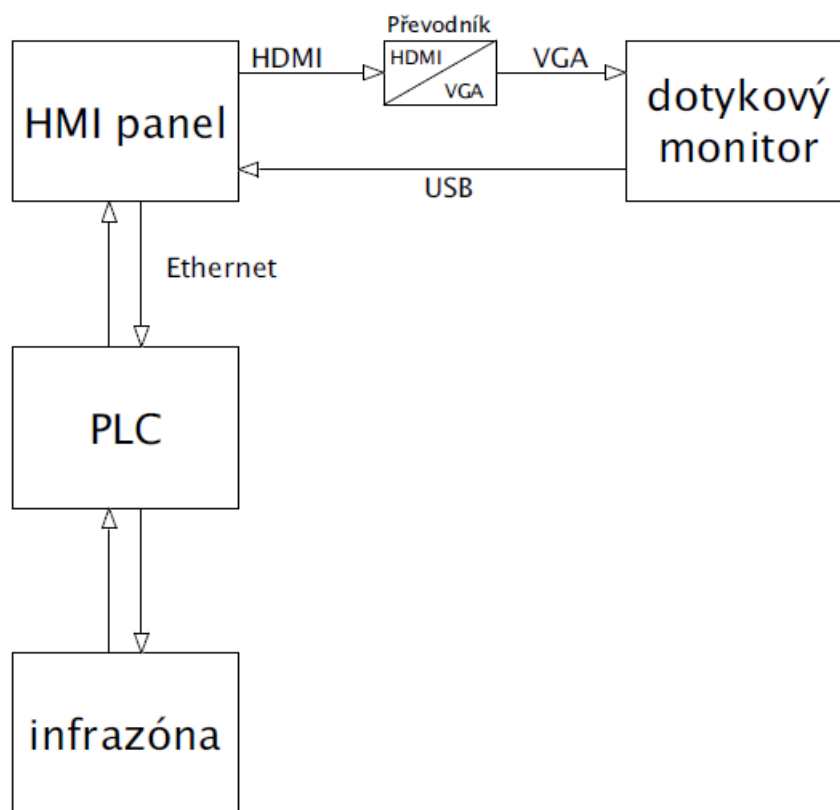 Převodník
HDMI
HDMI
VGA
VGA
HMI panel
dotykový
monitor
USB
Ethernet
PLC
infrazóna